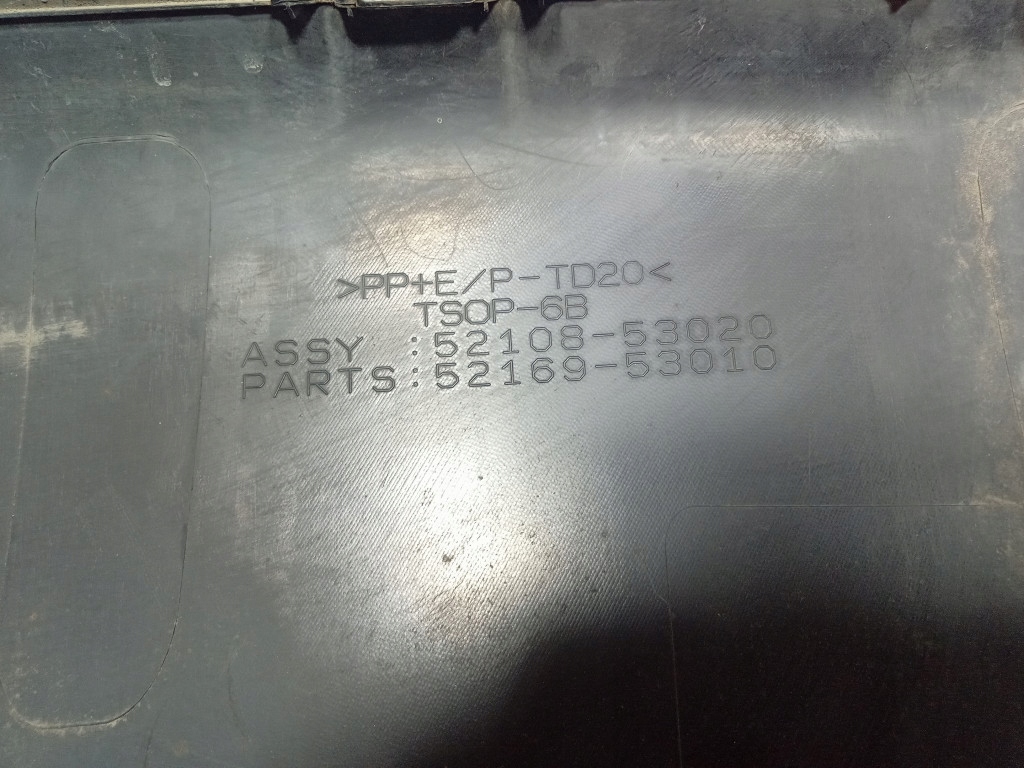 >PP+E/P-TD20<
TSOP-6B
ASSY :52108-53020
PARTS:52169-53010